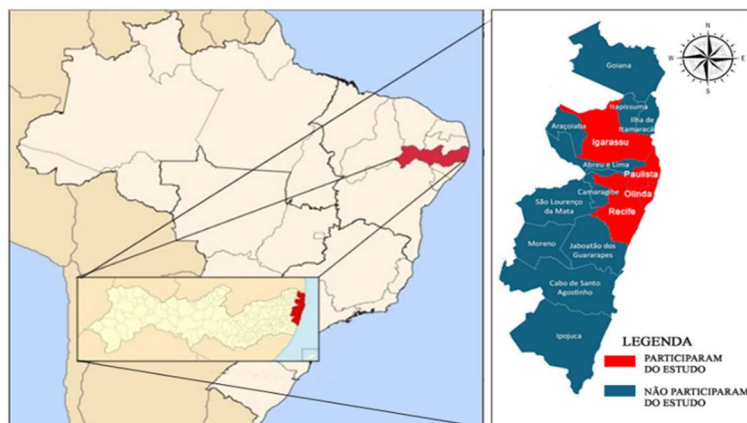 N
W
E
S
Goiana
Itapissuma
Araçoiaba
Ilha de
Itamaracá
Igarassu
Abreu e Lima
Paulista
Camaragibe
Olinda
São Lourenço
da Mata
Recife
Moreno
Jaboatão dos
Guararapes
Cabo de Santo
Agostinho
Ipojuca
LEGENDA
PARTICIPARAM
DO ESTUDO
NÃO PARTICIPARAM
DO ESTUDO